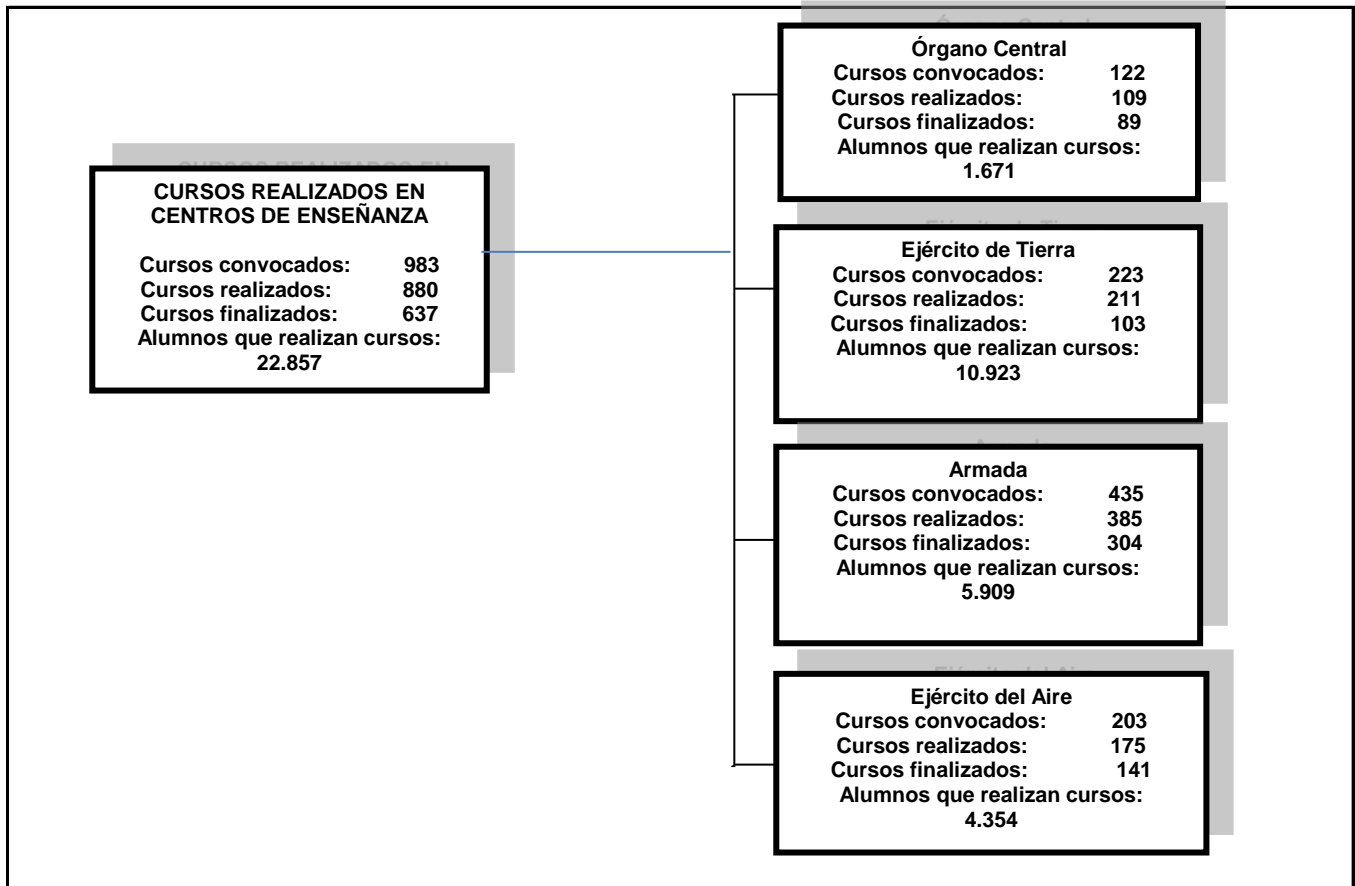 CURSOS REALIZADOS EN
CENTROS DE ENSEÑANZA
Cursos convocados: 983
Cursos realizados: 880
Cursos finalizados: 637
Alumnos que realizan cursos:
22.857
Órgano Central
Cursos convocados: 122
Cursos realizados: 109
Cursos finalizados: 89
Alumnos que realizan cursos:
1.671
Ejército de Tierra
Cursos convocados: 223
Cursos realizados: 211
Cursos finalizados: 103
Alumnos que realizan cursos:
10.923
Armada
Cursos convocados: 435
Cursos realizados: 385
Cursos finalizados: 304
Alumnos que realizan cursos:
5.909
Ejército del Aire
Cursos convocados: 203
Cursos realizados: 175
Cursos finalizados: 141
Alumnos que realizan cursos:
4.354